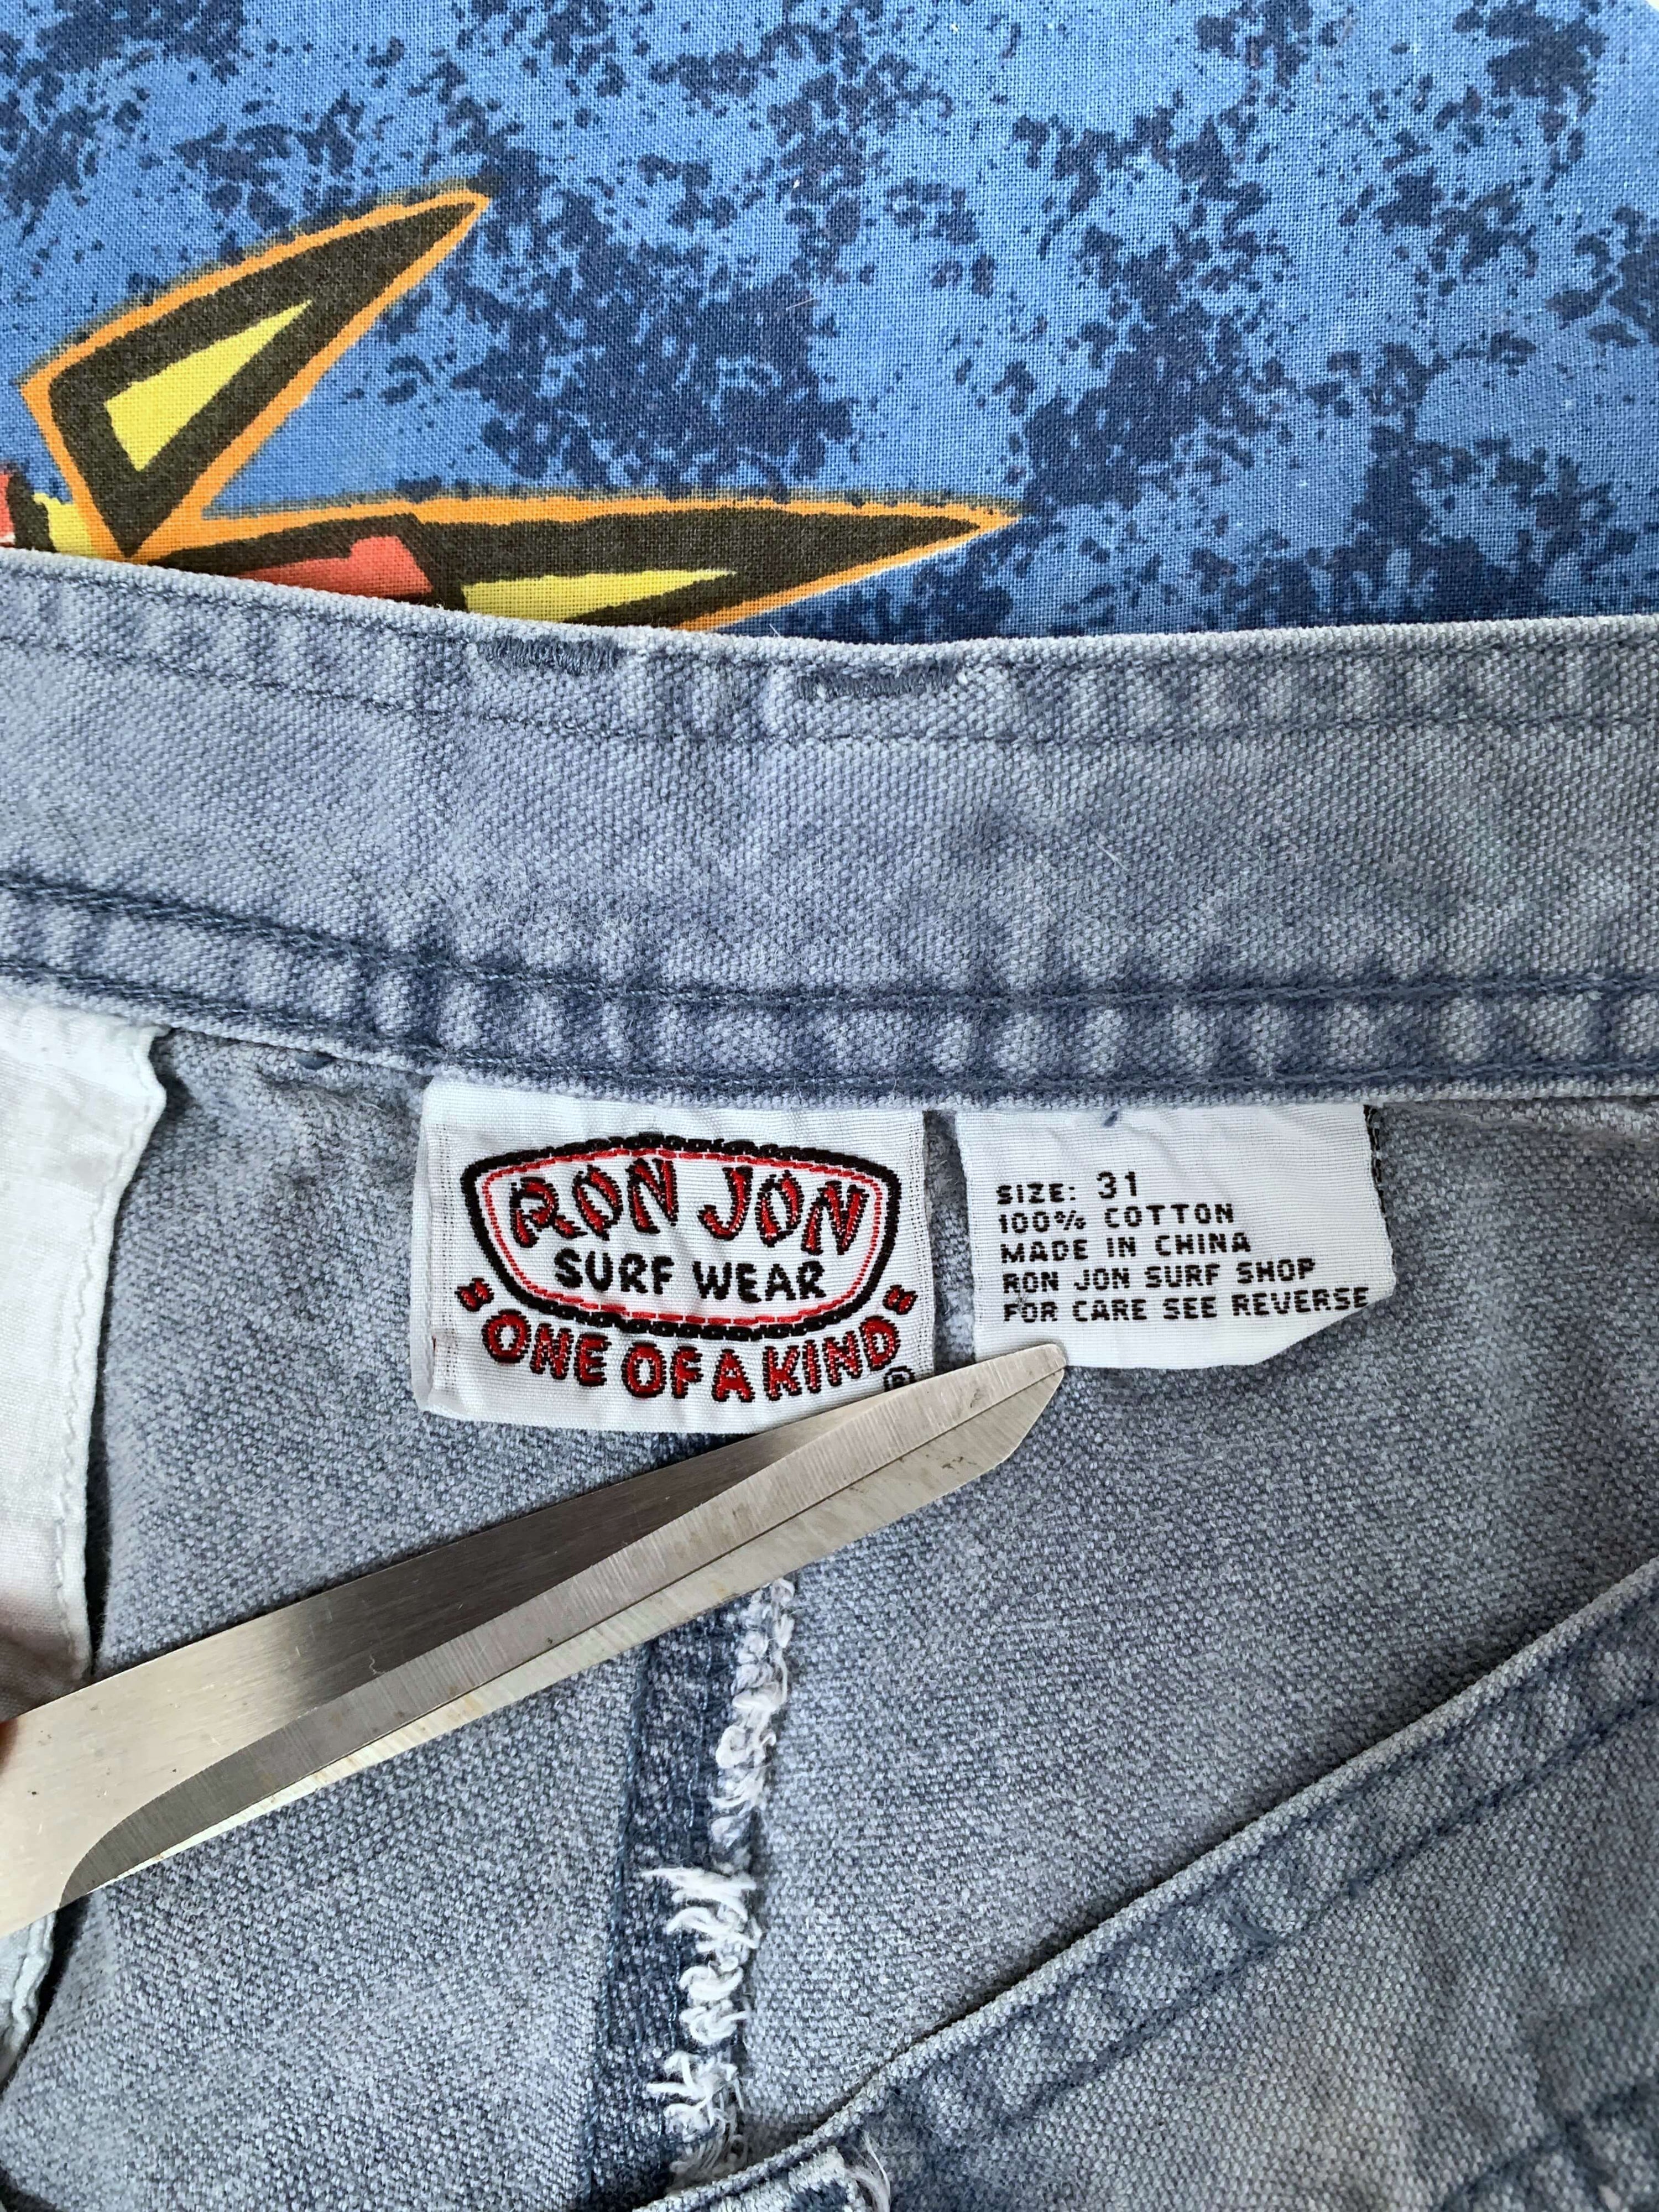 RON JON
SURF WEAR
"ONE OF A KIND"
®
SIZE: 31
100% COTTON
MADE IN CHINA
RON JON SURF SHOP
FOR CARE SEE REVERSE